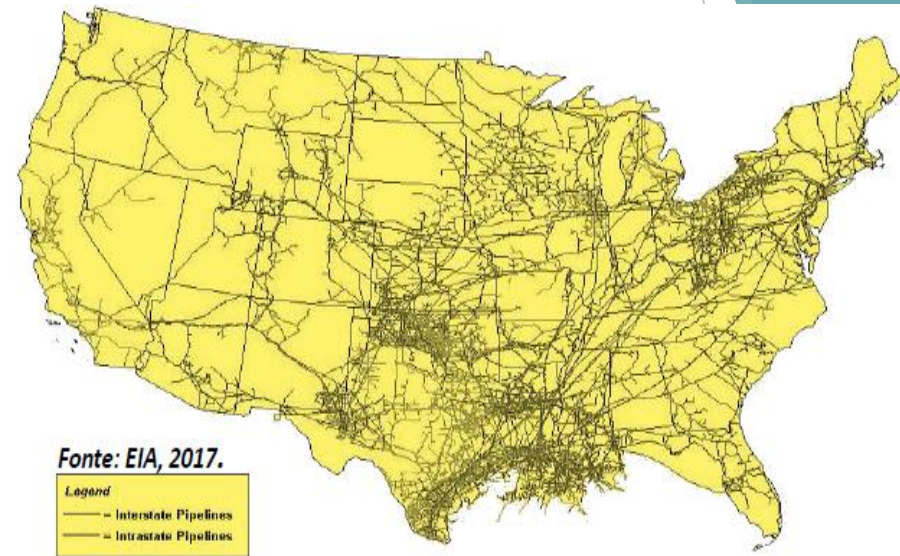 Fonte: EIA, 2017.
Legend
= Interstate Pipelines
= Intrastate Pipelines